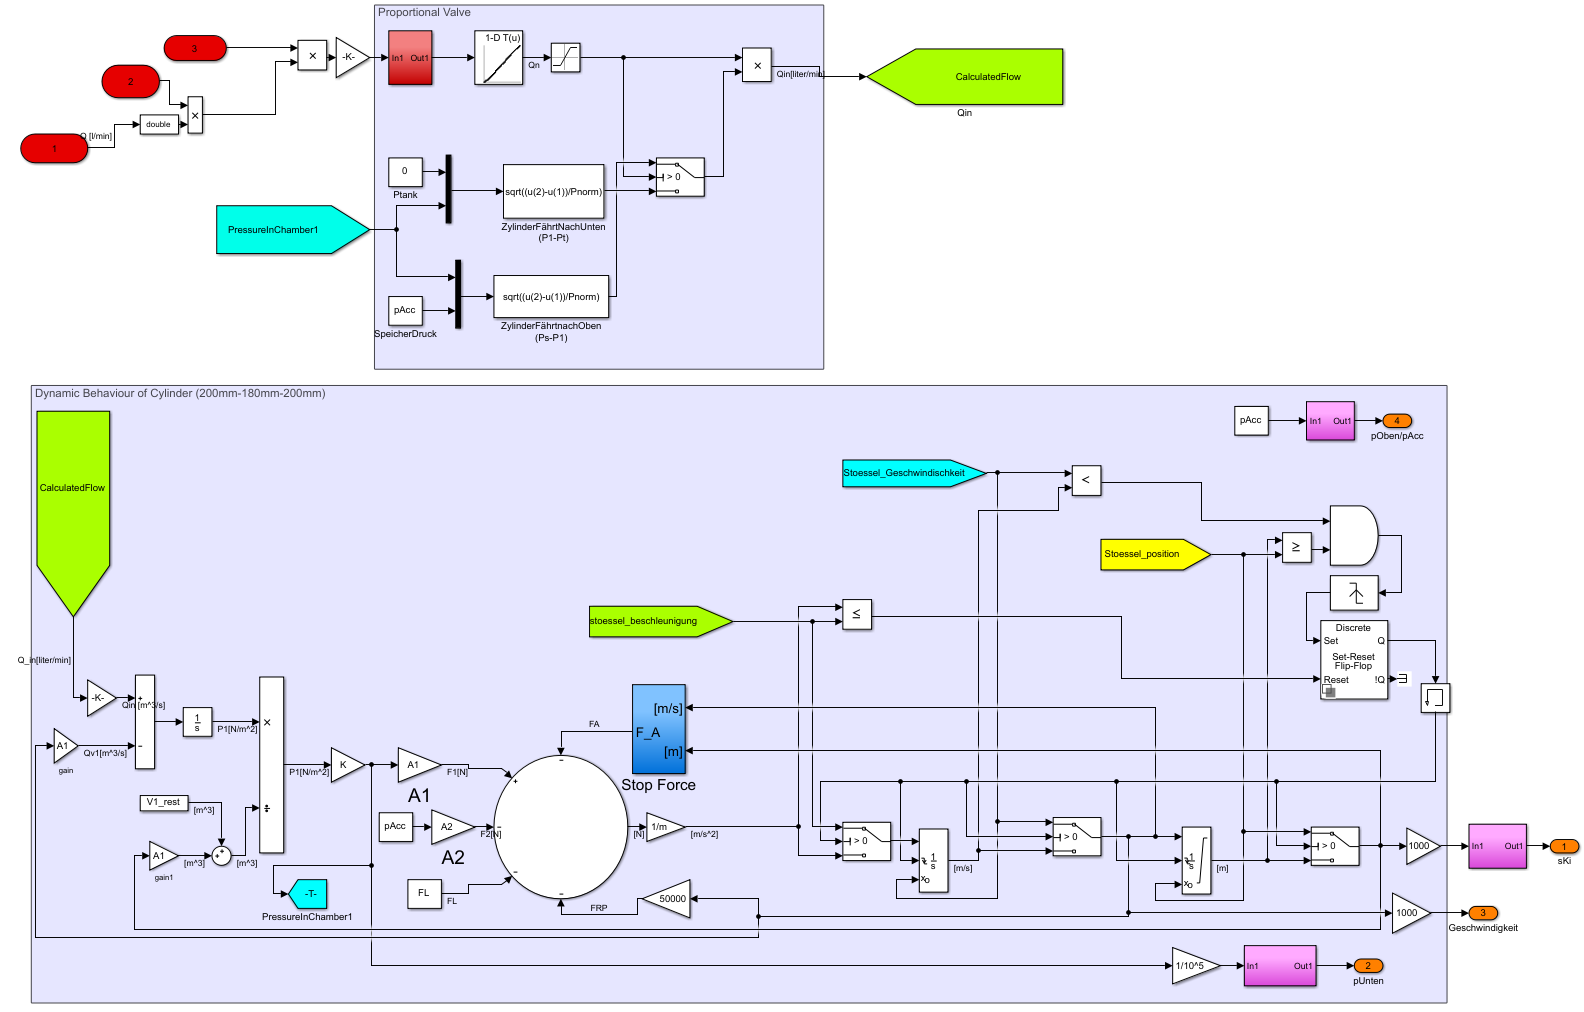 Proportional Valve
3
2
1
Q [l/min]
double
×
×
-K-
In1 Out1
1-D T(u)
Qn
×
Qin[liter/min]
CalculatedFlow
Qin
0
Ptank
sqrt((u(2)-u(1))/Pnorm)
ZylinderFährtNachUnten
(P1-Pt)
> 0
PressureInChamber1
pAcc
SpeicherDruck
sqrt((u(2)-u(1))/Pnorm)
ZylinderFährtnachOben
(Ps-P1)
Dynamic Behaviour of Cylinder (200mm-180mm-200mm)
CalculatedFlow
Q_in[liter/min]
pAcc
In1 Out1
4
pOben/pAcc
Stoessel_Geschwindischkeit
<
Stoessel_position
≥
stoessel_beschleunigung
≤
Discrete
Set Q
Set-Reset
Flip-Flop
Reset !Q
-K-
Qin[m^3/s]
+
−
A1
gain
Qv1[m^3/s]
1
s
P1[N/m^2]
×
÷
V1_rest
[m^3]
A1
gain1
[m^3]
+
+
[m^3]
P1[N/m^2]
K
A1
A1
F1[N]
pAcc
A2
A2
F2[N]
FL
FL
-T-
PressureInChamber1
FA
[m/s]
F_A
[m]
Stop Force
−
+
−
−
−
[N]
1/m
[m/s^2]
50000
FRP
> 0
1
s
xo
[m/s]
> 0
1
s
xo
[m]
> 0
1000
In1 Out1
1
sKi
1000
3
Geschwindigkeit
1/10^5
In1 Out1
2
pUnten